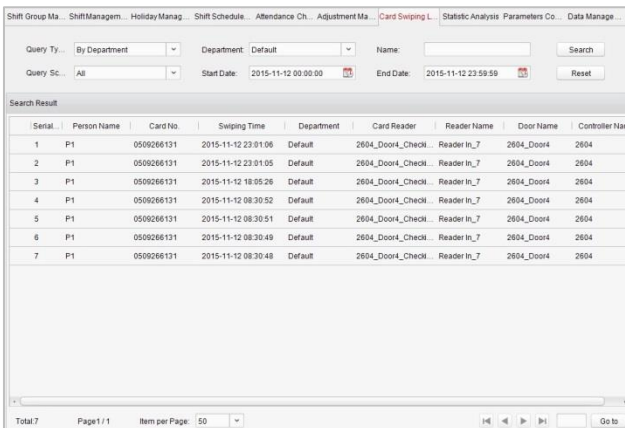 Shift Group Ma... ShiftManagem... Holiday Manag... Shift Schedule... Attendance Ch... Adjustment Ma... Card Swiping L... Statistic Analysis Parameters Co... Data Manage...
Query Ty... By Department Department: Default Name: Search
Query Sc... All Start Date: 2015-11-12 00:00:00 End Date: 2015-11-12 23:59:59 Reset
Search Result
Serial... Person Name Card No. Swiping Time Department Card Reader Reader Name Door Name Controller Nam
1 P1 0509266131 2015-11-12 23:01:06 Default 2604_Door4_Checki... Reader In_7 2604_Door4 2604
2 P1 0509266131 2015-11-12 23:01:05 Default 2604_Door4_Checki... Reader In_7 2604_Door4 2604
3 P1 0509266131 2015-11-12 18:05:26 Default 2604_Door4_Checki... Reader In_7 2604_Door4 2604
4 P1 0509266131 2015-11-12 08:30:52 Default 2604_Door4_Checki... Reader In_7 2604_Door4 2604
5 P1 0509266131 2015-11-12 08:30:51 Default 2604_Door4_Checki... Reader In_7 2604_Door4 2604
6 P1 0509266131 2015-11-12 08:30:49 Default 2604_Door4_Checki... Reader In_7 2604_Door4 2604
7 P1 0509266131 2015-11-12 08:30:48 Default 2604_Door4_Checki... Reader In_7 2604_Door4 2604
Total:7 Page1/1 Item per Page: 50 Go to